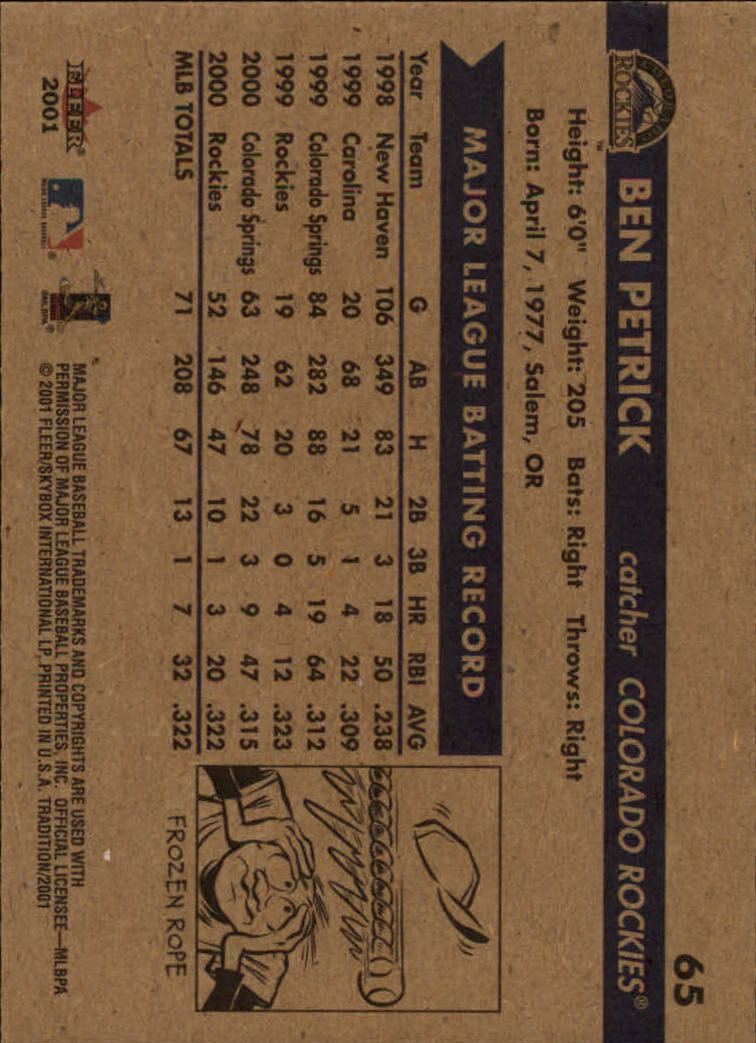 65
COLORADO
ROCKIES™
BEN PETRICK catcher COLORADO ROCKIES®
Height: 6'0" Weight: 205 Bats: Right Throws: Right
Born: April 7, 1977, Salem, OR
MAJOR LEAGUE BATTING RECORD
Year Team G AB H 2B 3B HR RBI AVG
1998 New Haven 106 349 83 21 3 18 50 .238
1999 Carolina 20 68 21 5 1 4 22 .309
1999 Colorado Springs 84 282 88 16 5 19 64 .312
1999 Rockies 19 62 20 3 0 4 12 .323
2000 Colorado Springs 63 248 78 22 3 9 47 .315
2000 Rockies 52 146 47 10 1 3 20 .322
MLB TOTALS 71 208 67 13 1 7 32 .322
FROZEN ROPE
FLEER®
2001
MAJOR LEAGUE BASEBALL TRADEMARKS AND COPYRIGHTS ARE USED WITH
PERMISSION OF MAJOR LEAGUE BASEBALL PROPERTIES, INC. OFFICIAL LICENSEE—MLBPA
© 2001 FLEER/SKYBOX INTERNATIONAL LP, PRINTED IN U.S.A. TRADITION/2001